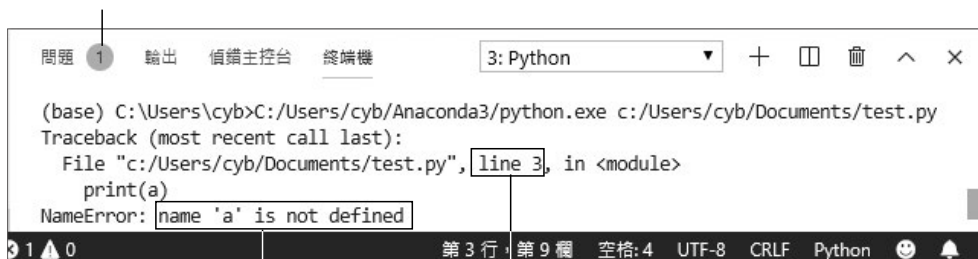 問題 1 輸出 偵錯主控台 終端機 3: Python
(base) C:\Users\cyb>C:/Users/cyb/Anaconda3/python.exe c:/Users/cyb/Documents/test.py
Traceback (most recent call last):
File "c:/Users/cyb/Documents/test.py", line 3, in <module>
print(a)
NameError: name 'a' is not defined
1 0 第 3 行，第 9 欄 空格: 4 UTF-8 CRLF Python